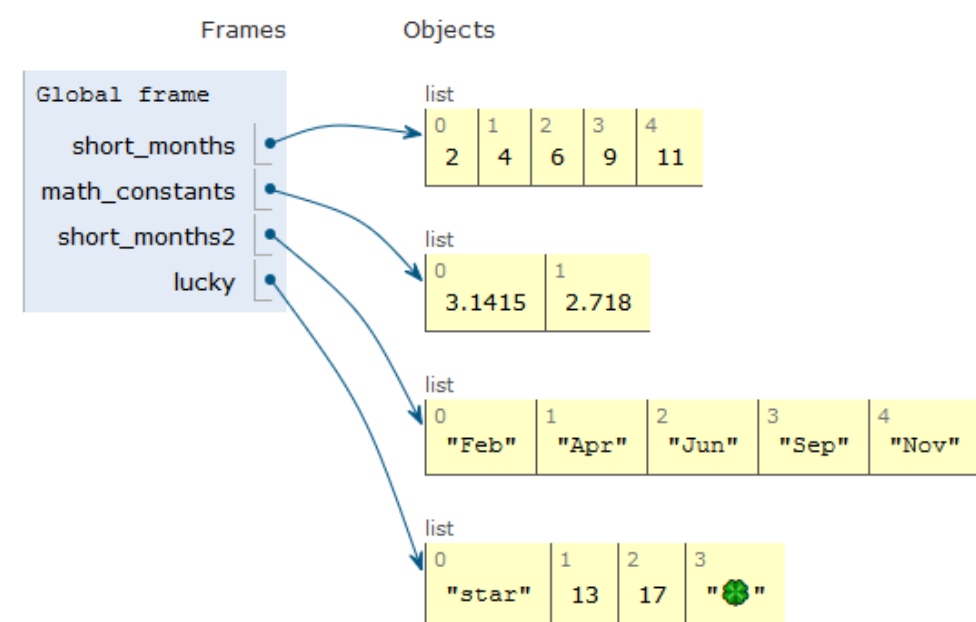 Frames Objects
Global frame
short_months
math_constants
short_months2
lucky
list
0 1 2 3 4
2 4 6 9 11
list
0 1
3.1415 2.718
list
0 1 2 3 4
"Feb" "Apr" "Jun" "Sep" "Nov"
list
0 1 2 3
"star" 13 17 "🍀"